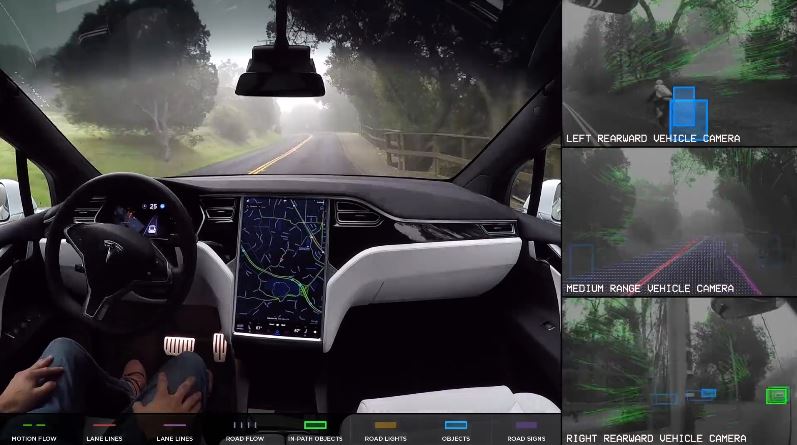 25
LEFT REARWARD VEHICLE CAMERA
MEDIUM RANGE VEHICLE CAMERA
RIGHT REARWARD VEHICLE CAMERA
MOTION FLOW
LANE LINES
LANE LINES
ROAD FLOW
IN-PATH OBJECTS
ROAD LIGHTS
OBJECTS
ROAD SIGNS